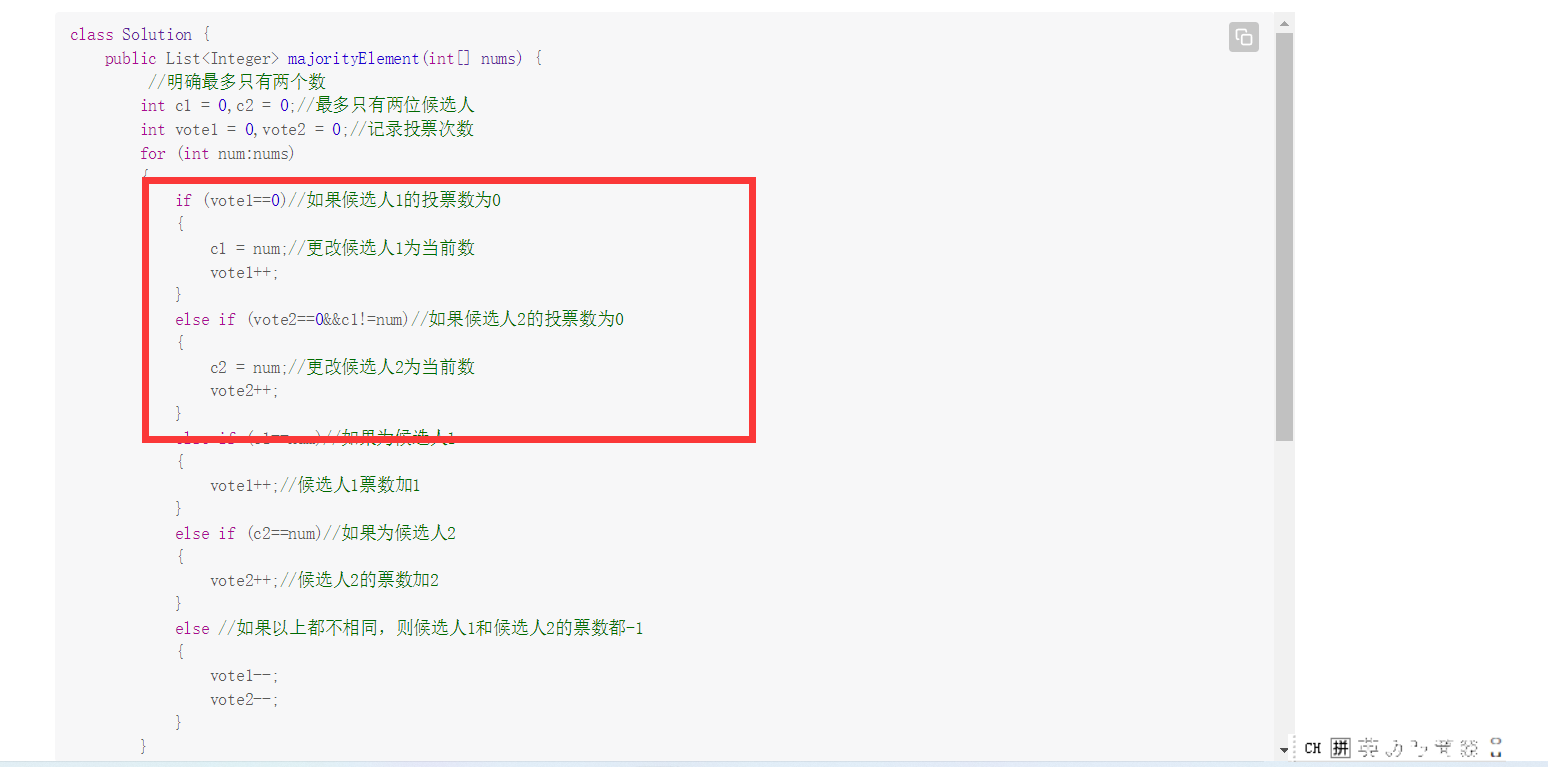 class Solution {
public List<Integer> majorityElement(int[] nums) {
//明确最多只有两个数
int c1 = 0,c2 = 0;//最多只有两位候选人
int vote1 = 0,vote2 = 0;//记录投票次数
for (int num:nums)
{
if (vote1==0)//如果候选人1的投票数为0
{
c1 = num;//更改候选人1为当前数
vote1++;
}
else if (vote2==0&&c1!=num)//如果候选人2的投票数为0
{
c2 = num;//更改候选人2为当前数
vote2++;
}
else if (c1==num)//如果为候选人1
{
vote1++;//候选人1票数加1
}
else if (c2==num)//如果为候选人2
{
vote2++;//候选人2的票数加2
}
else //如果以上都不相同，则候选人1和候选人2的票数都-1
{
vote1--;
vote2--;
}
}
CH 拼 英